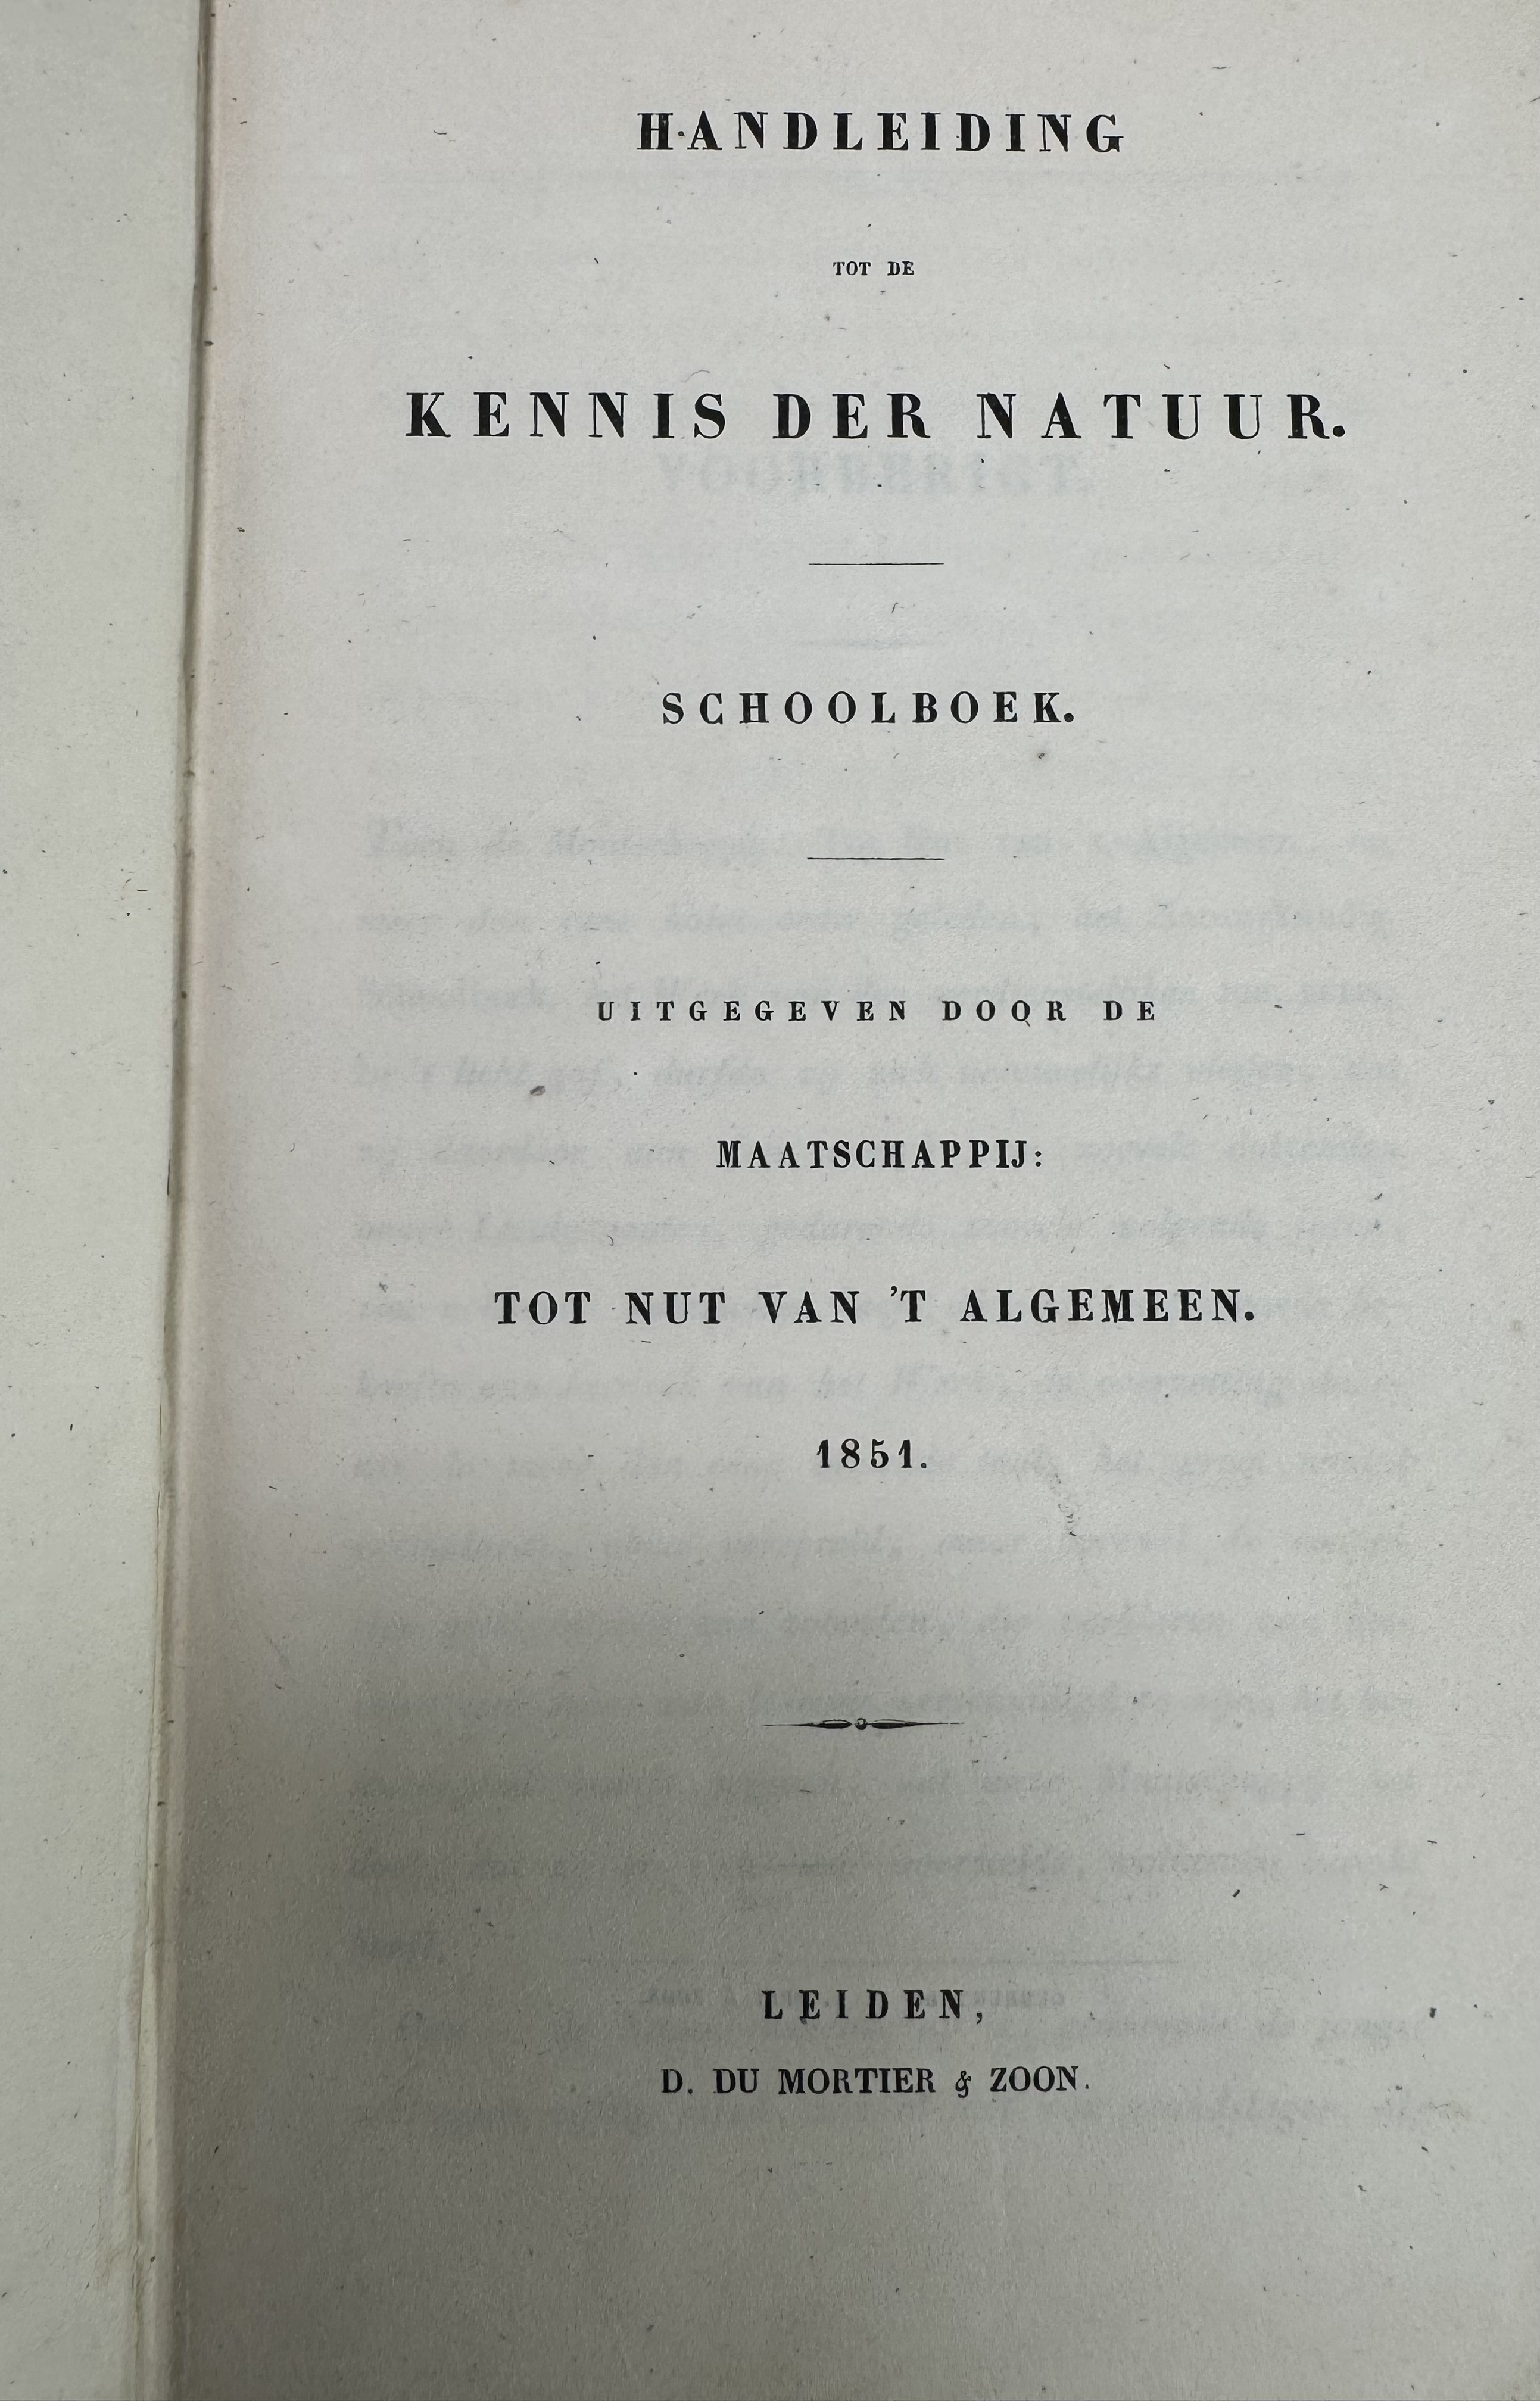 HANDLEIDING
TOT DE
KENNIS DER NATUUR.
SCHOOLBOEK.
UITGEGEVEN DOOR DE
MAATSCHAPPIJ:
TOT NUT VAN 'T ALGEMEEN.
1851.
LEIDEN,
D. DU MORTIER & ZOON.